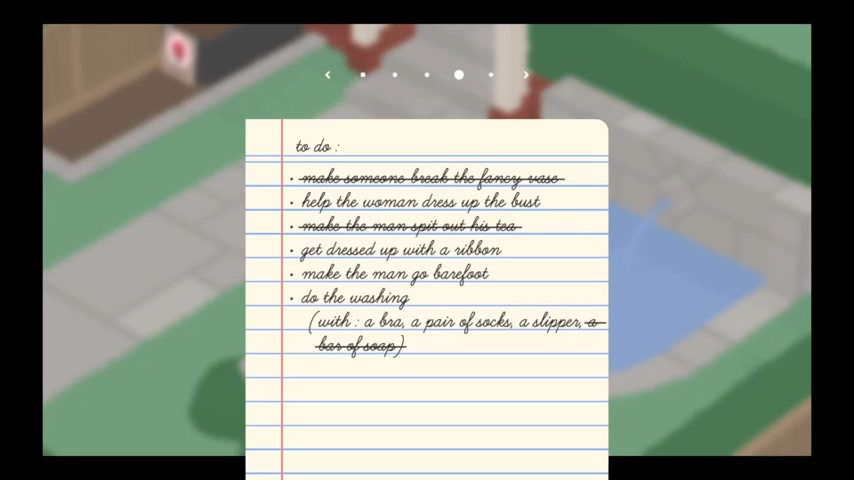 to do :
• make someone break the fancy vase
• help the woman dress up the bust
• make the man spit out his tea
• get dressed up with a ribbon
• make the man go barefoot
• do the washing
(with : a bra, a pair of socks, a slipper, a
bar of soap)